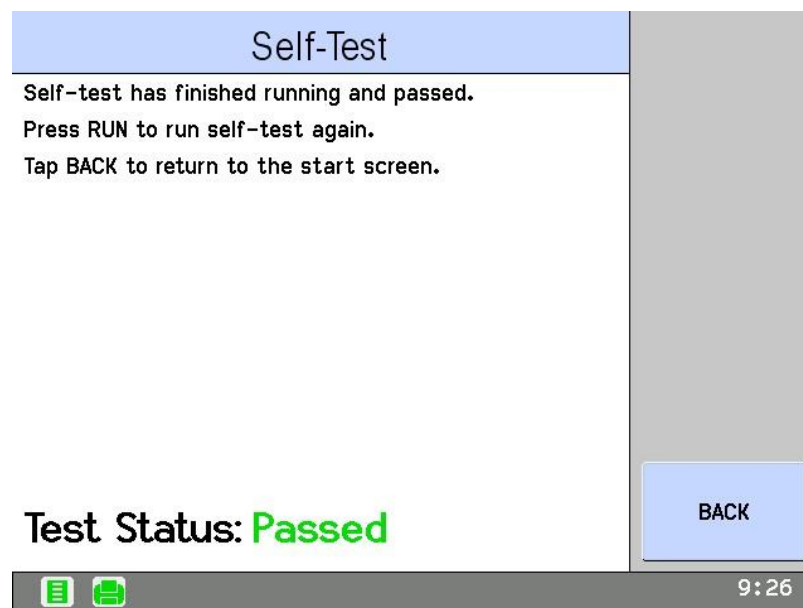 Self-Test
Self-test has finished running and passed.
Press RUN to run self-test again.
Tap BACK to return to the start screen.
Test Status: Passed
BACK
9:26